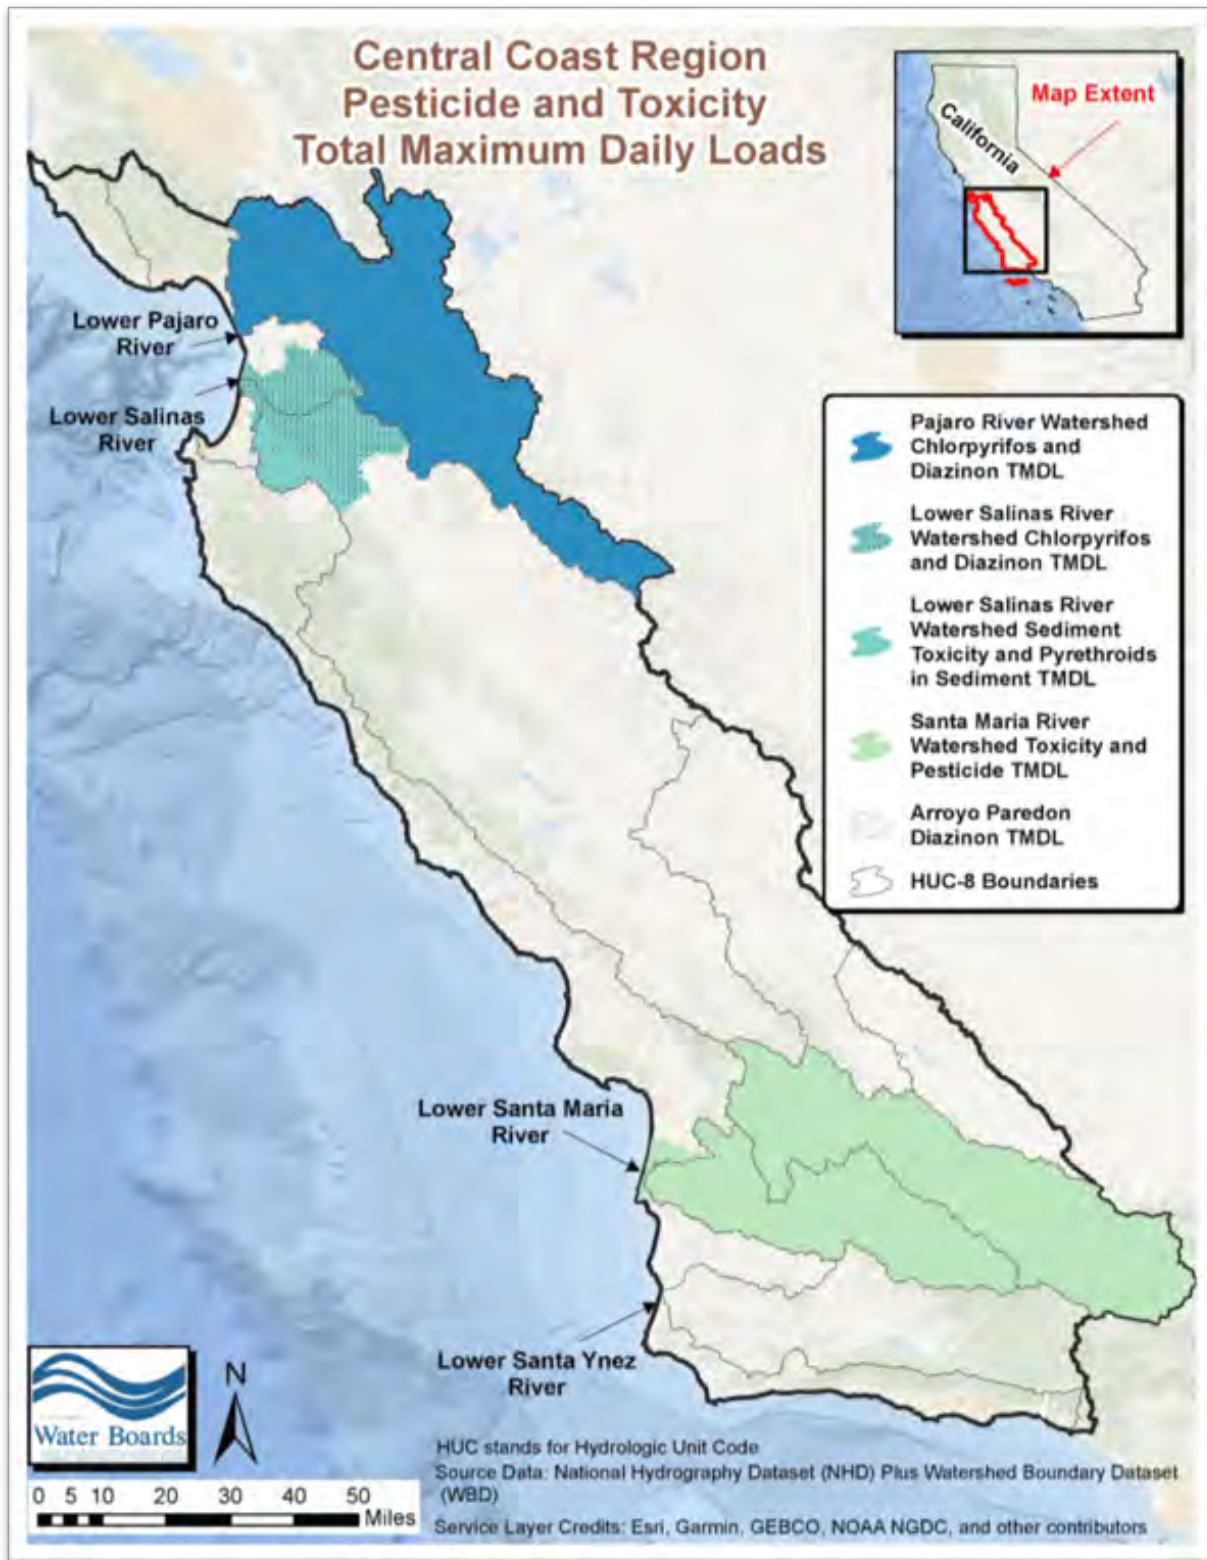 Central Coast Region
Pesticide and Toxicity
Total Maximum Daily Loads
Map Extent
California
Lower Pajaro
River
Lower Salinas
River
Pajaro River Watershed
Chlorpyrifos and
Diazinon TMDL
Lower Salinas River
Watershed Chlorpyrifos
and Diazinon TMDL
Lower Salinas River
Watershed Sediment
Toxicity and Pyrethroids
in Sediment TMDL
Santa Maria River
Watershed Toxicity and
Pesticide TMDL
Arroyo Paredon
Diazinon TMDL
HUC-8 Boundaries
Lower Santa Maria
River
Lower Santa Ynez
River
Water Boards
N
0 5 10 20 30 40 50
Miles
HUC stands for Hydrologic Unit Code
Source Data: National Hydrography Dataset (NHD) Plus Watershed Boundary Dataset
(WBD)
Service Layer Credits: Esri, Garmin, GEBCO, NOAA NGDC, and other contributors